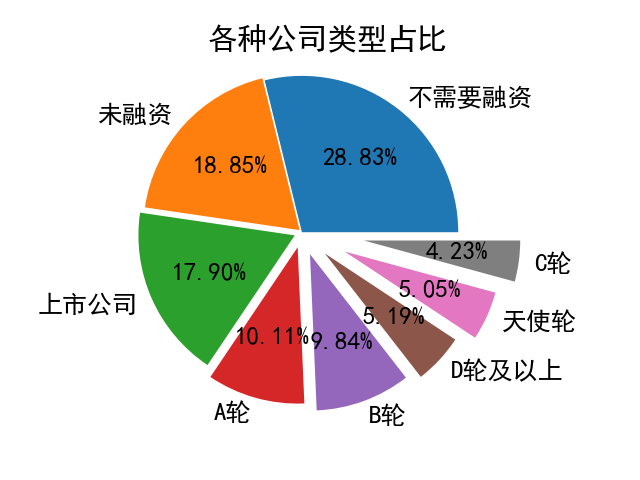 各种公司类型占比
不需要融资
28.83%
未融资
18.85%
上市公司
17.90%
A轮
10.11%
B轮
9.84%
D轮及以上
5.19%
天使轮
5.05%
C轮
4.23%